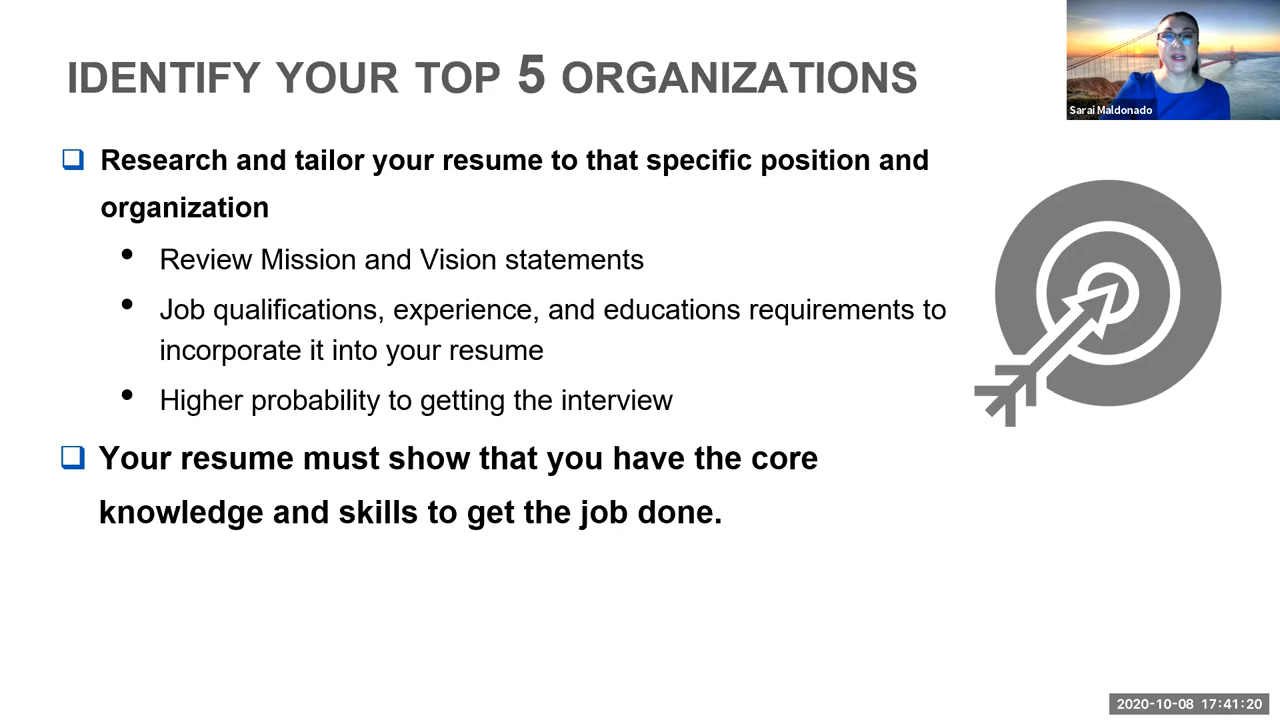 IDENTIFY YOUR TOP 5 ORGANIZATIONS
Sarai Maldonado
Research and tailor your resume to that specific position and
organization
Review Mission and Vision statements
Job qualifications, experience, and educations requirements to
incorporate it into your resume
Higher probability to getting the interview
Your resume must show that you have the core
knowledge and skills to get the job done.
2020-10-08 17:41:20